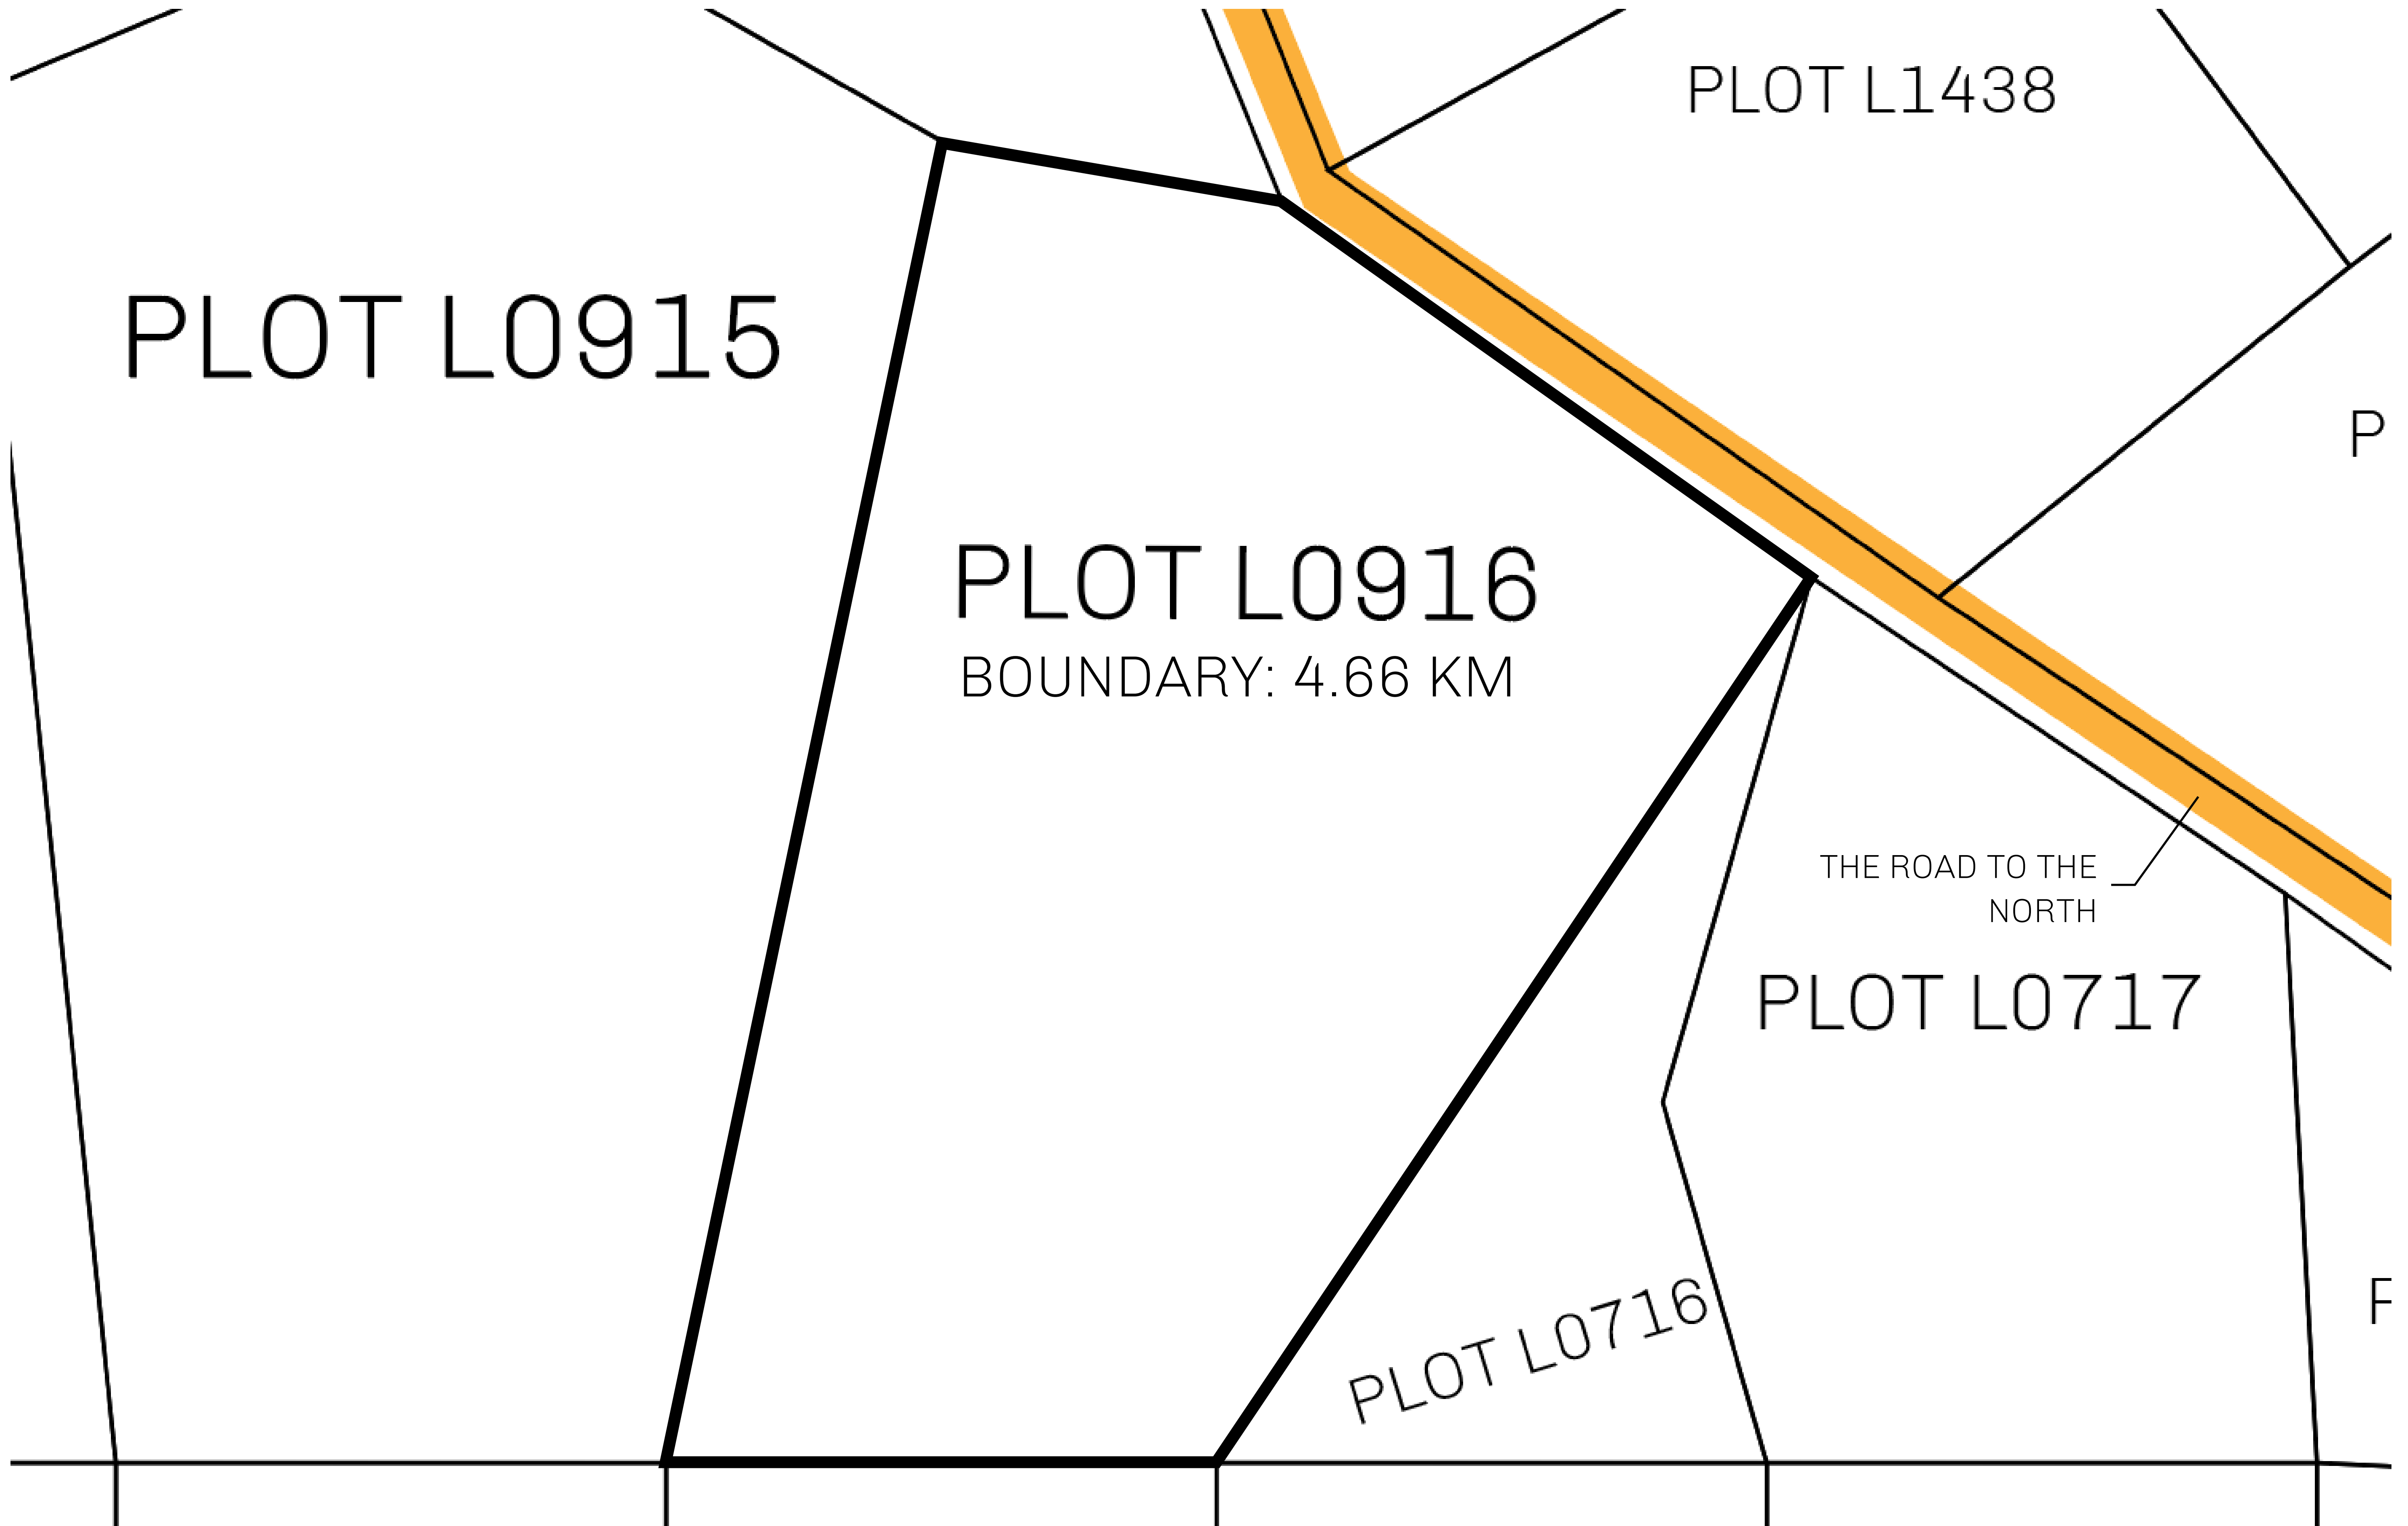 PLOT L1438
PLOT L0915
P
PLOT L0916
BOUNDARY: 4.66 KM
THE ROAD TO THE
NORTH
PLOT L0717
PLOT L0716